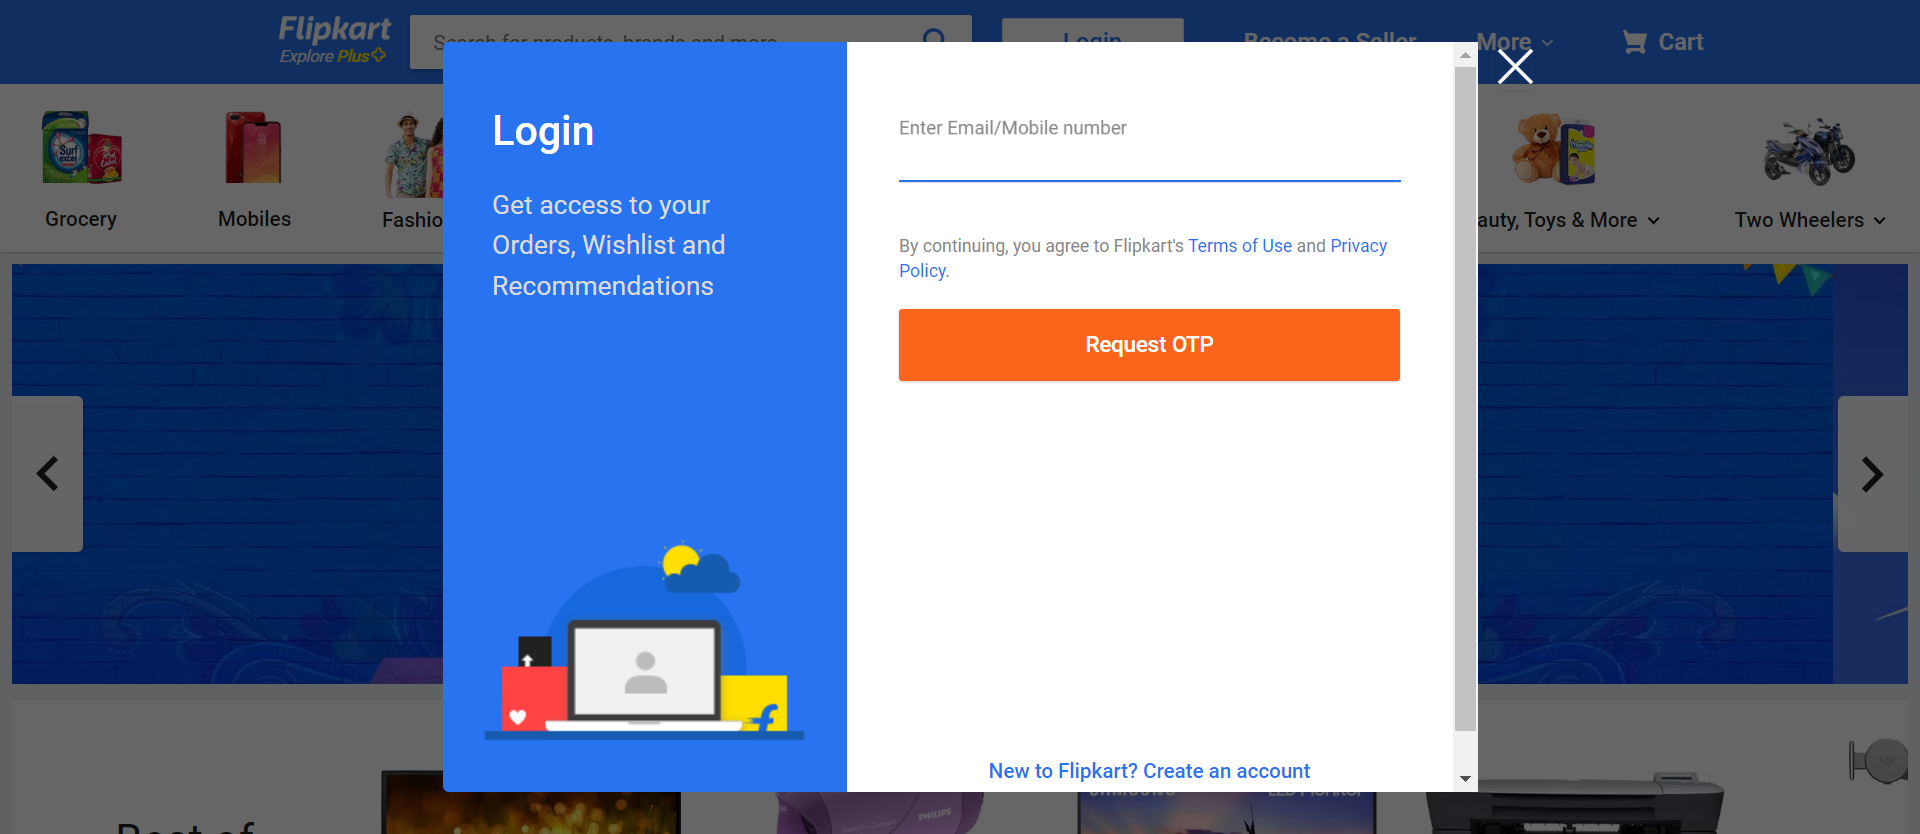 Flipkart
Explore Plus
Search for products, brands and more
Login
Become a Seller
More
Cart
Grocery
Mobiles
Fashio
auty, Toys & More
Two Wheelers
Login
Get access to your
Orders, Wishlist and
Recommendations
Enter Email/Mobile number
By continuing, you agree to Flipkart's Terms of Use and Privacy
Policy.
Request OTP
New to Flipkart? Create an account
Surf
excel
PHILIPS
SAMSUNG
Best of